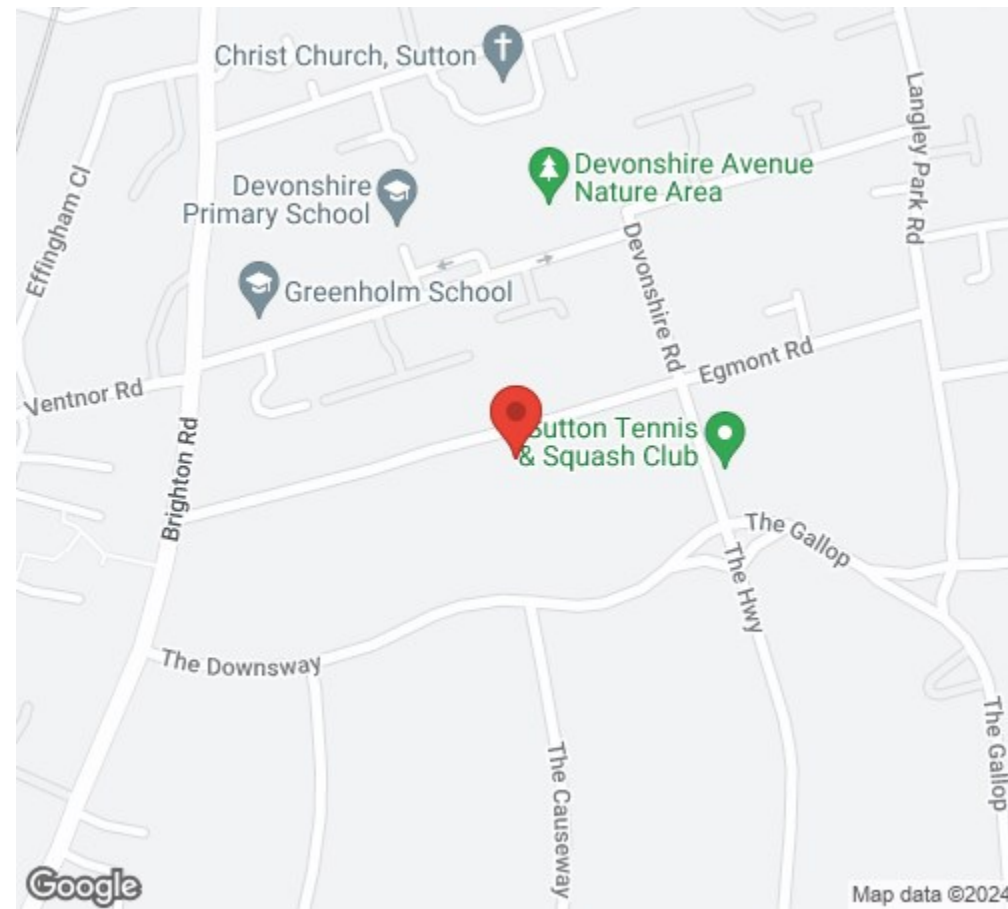 Christ Church, Sutton
Langley Park Rd
Devonshire
Primary School
Devonshire Avenue
Nature Area
Effingham Cl
Devonshire Rd
Greenholm School
Egmont Rd
Ventnor Rd
Sutton Tennis
& Squash Club
Brighton Rd
The Gallop
The Hwy
The Downsway
The Causeway
The Gallop
Google
Map data ©2024